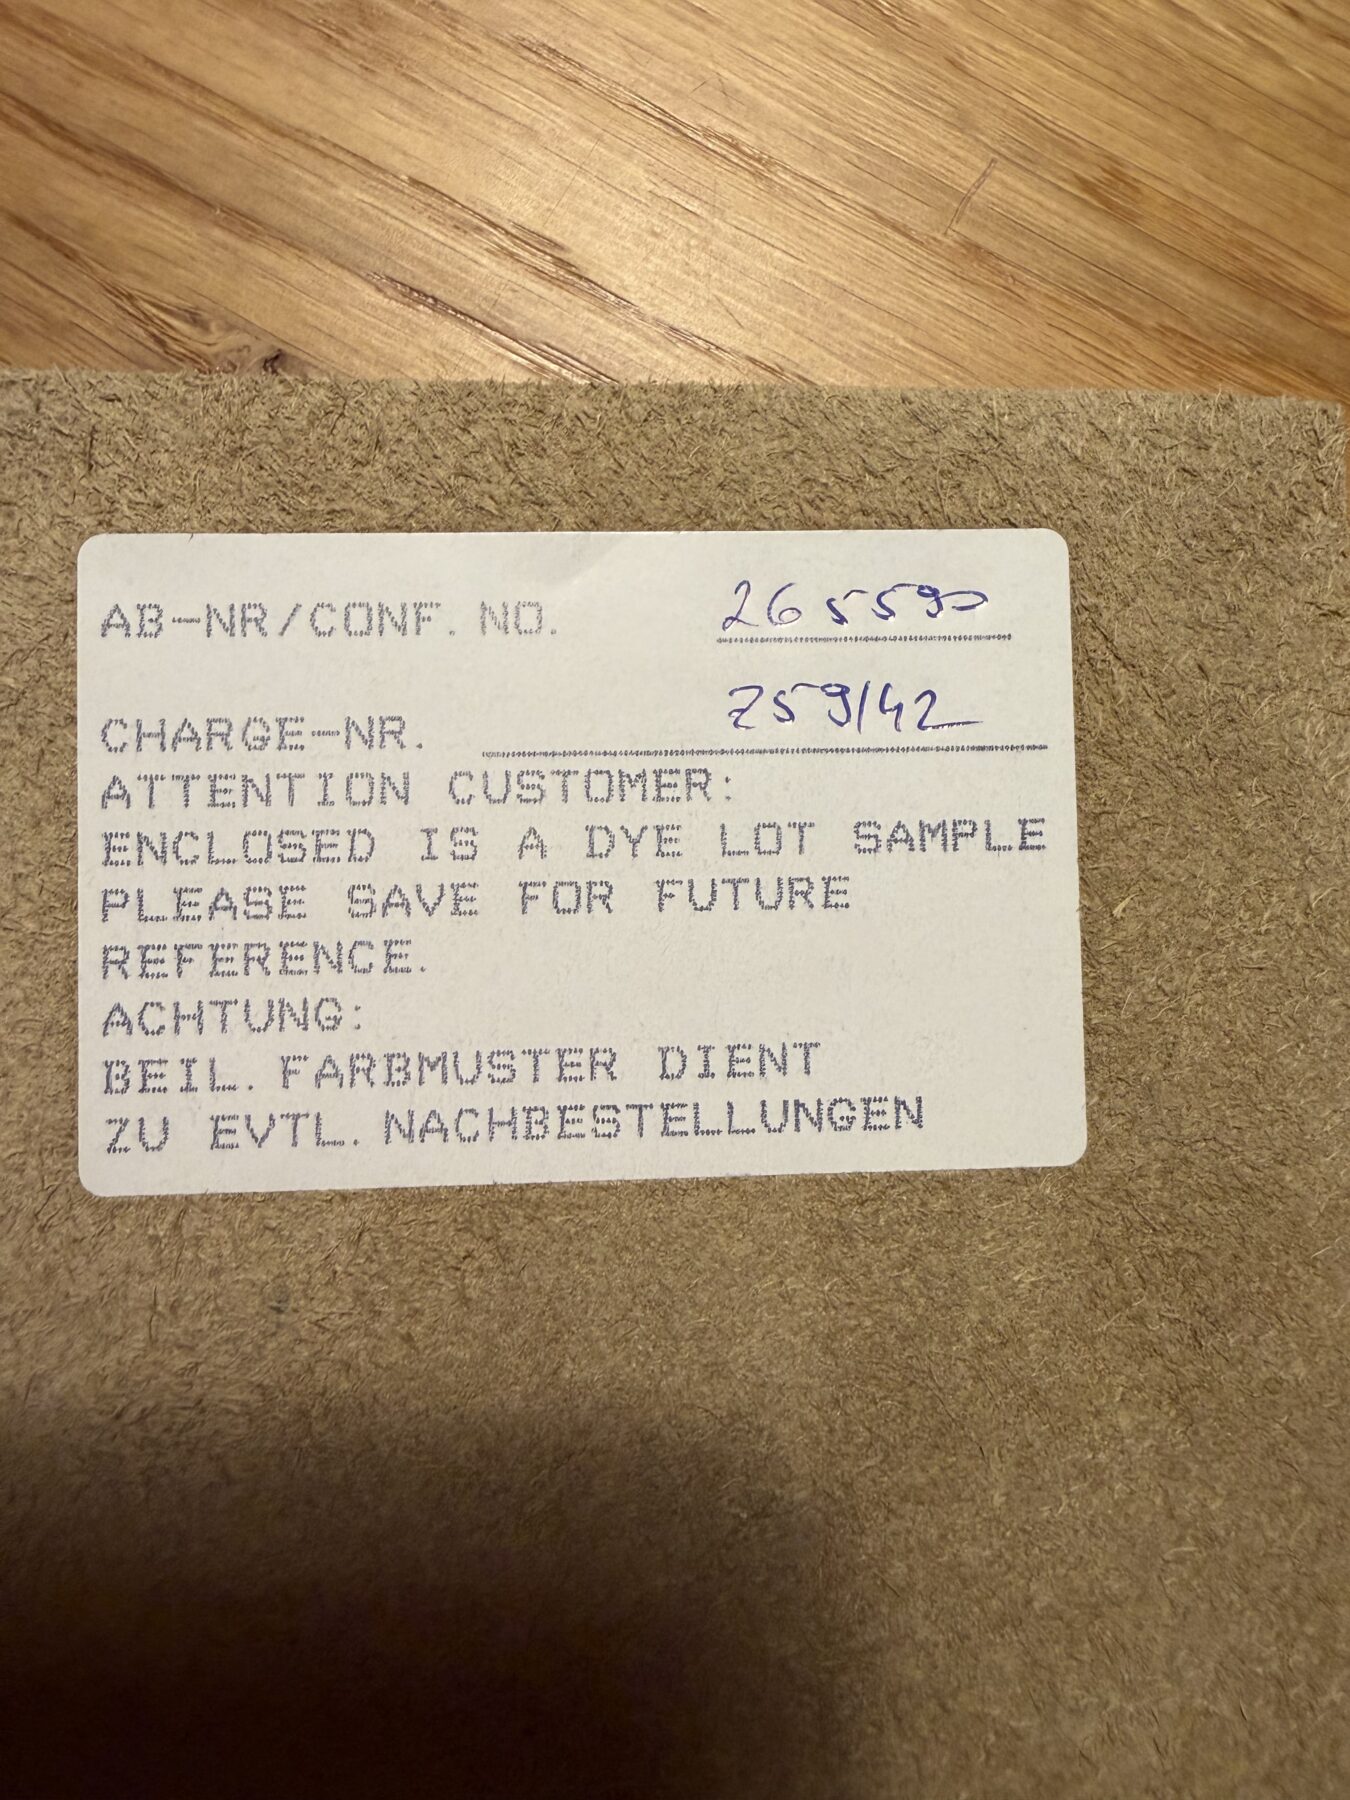 AB-NR/CONF. NO. 265590
CHARGE-NR. Z59/42
ATTENTION CUSTOMER:
ENCLOSED IS A DYE LOT SAMPLE
PLEASE SAVE FOR FUTURE
REFERENCE.
ACHTUNG:
BEIL. FARBMUSTER DIENT
ZU EVTL. NACHBESTELLUNGEN